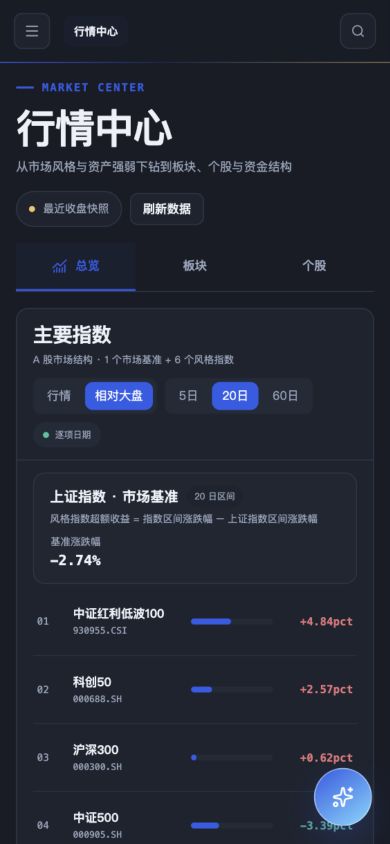 行情中心
MARKET CENTER
行情中心
从市场风格与资产强弱下钻到板块、个股与资金结构
最近收盘快照 刷新数据
总览 板块 个股
主要指数
A 股市场结构 · 1 个市场基准 + 6 个风格指数
行情 相对大盘 5日 20日 60日
逐项日期
上证指数 · 市场基准 20 日区间
风格指数超额收益 = 指数区间涨跌幅 − 上证指数区间涨跌幅
基准涨跌幅
−2.74%
01 中证红利低波100 +4.84pct
930955.CSI
02 科创50 +2.57pct
000688.SH
03 沪深300 +0.62pct
000300.SH
04 中证500 −3.39pct
000905.SH